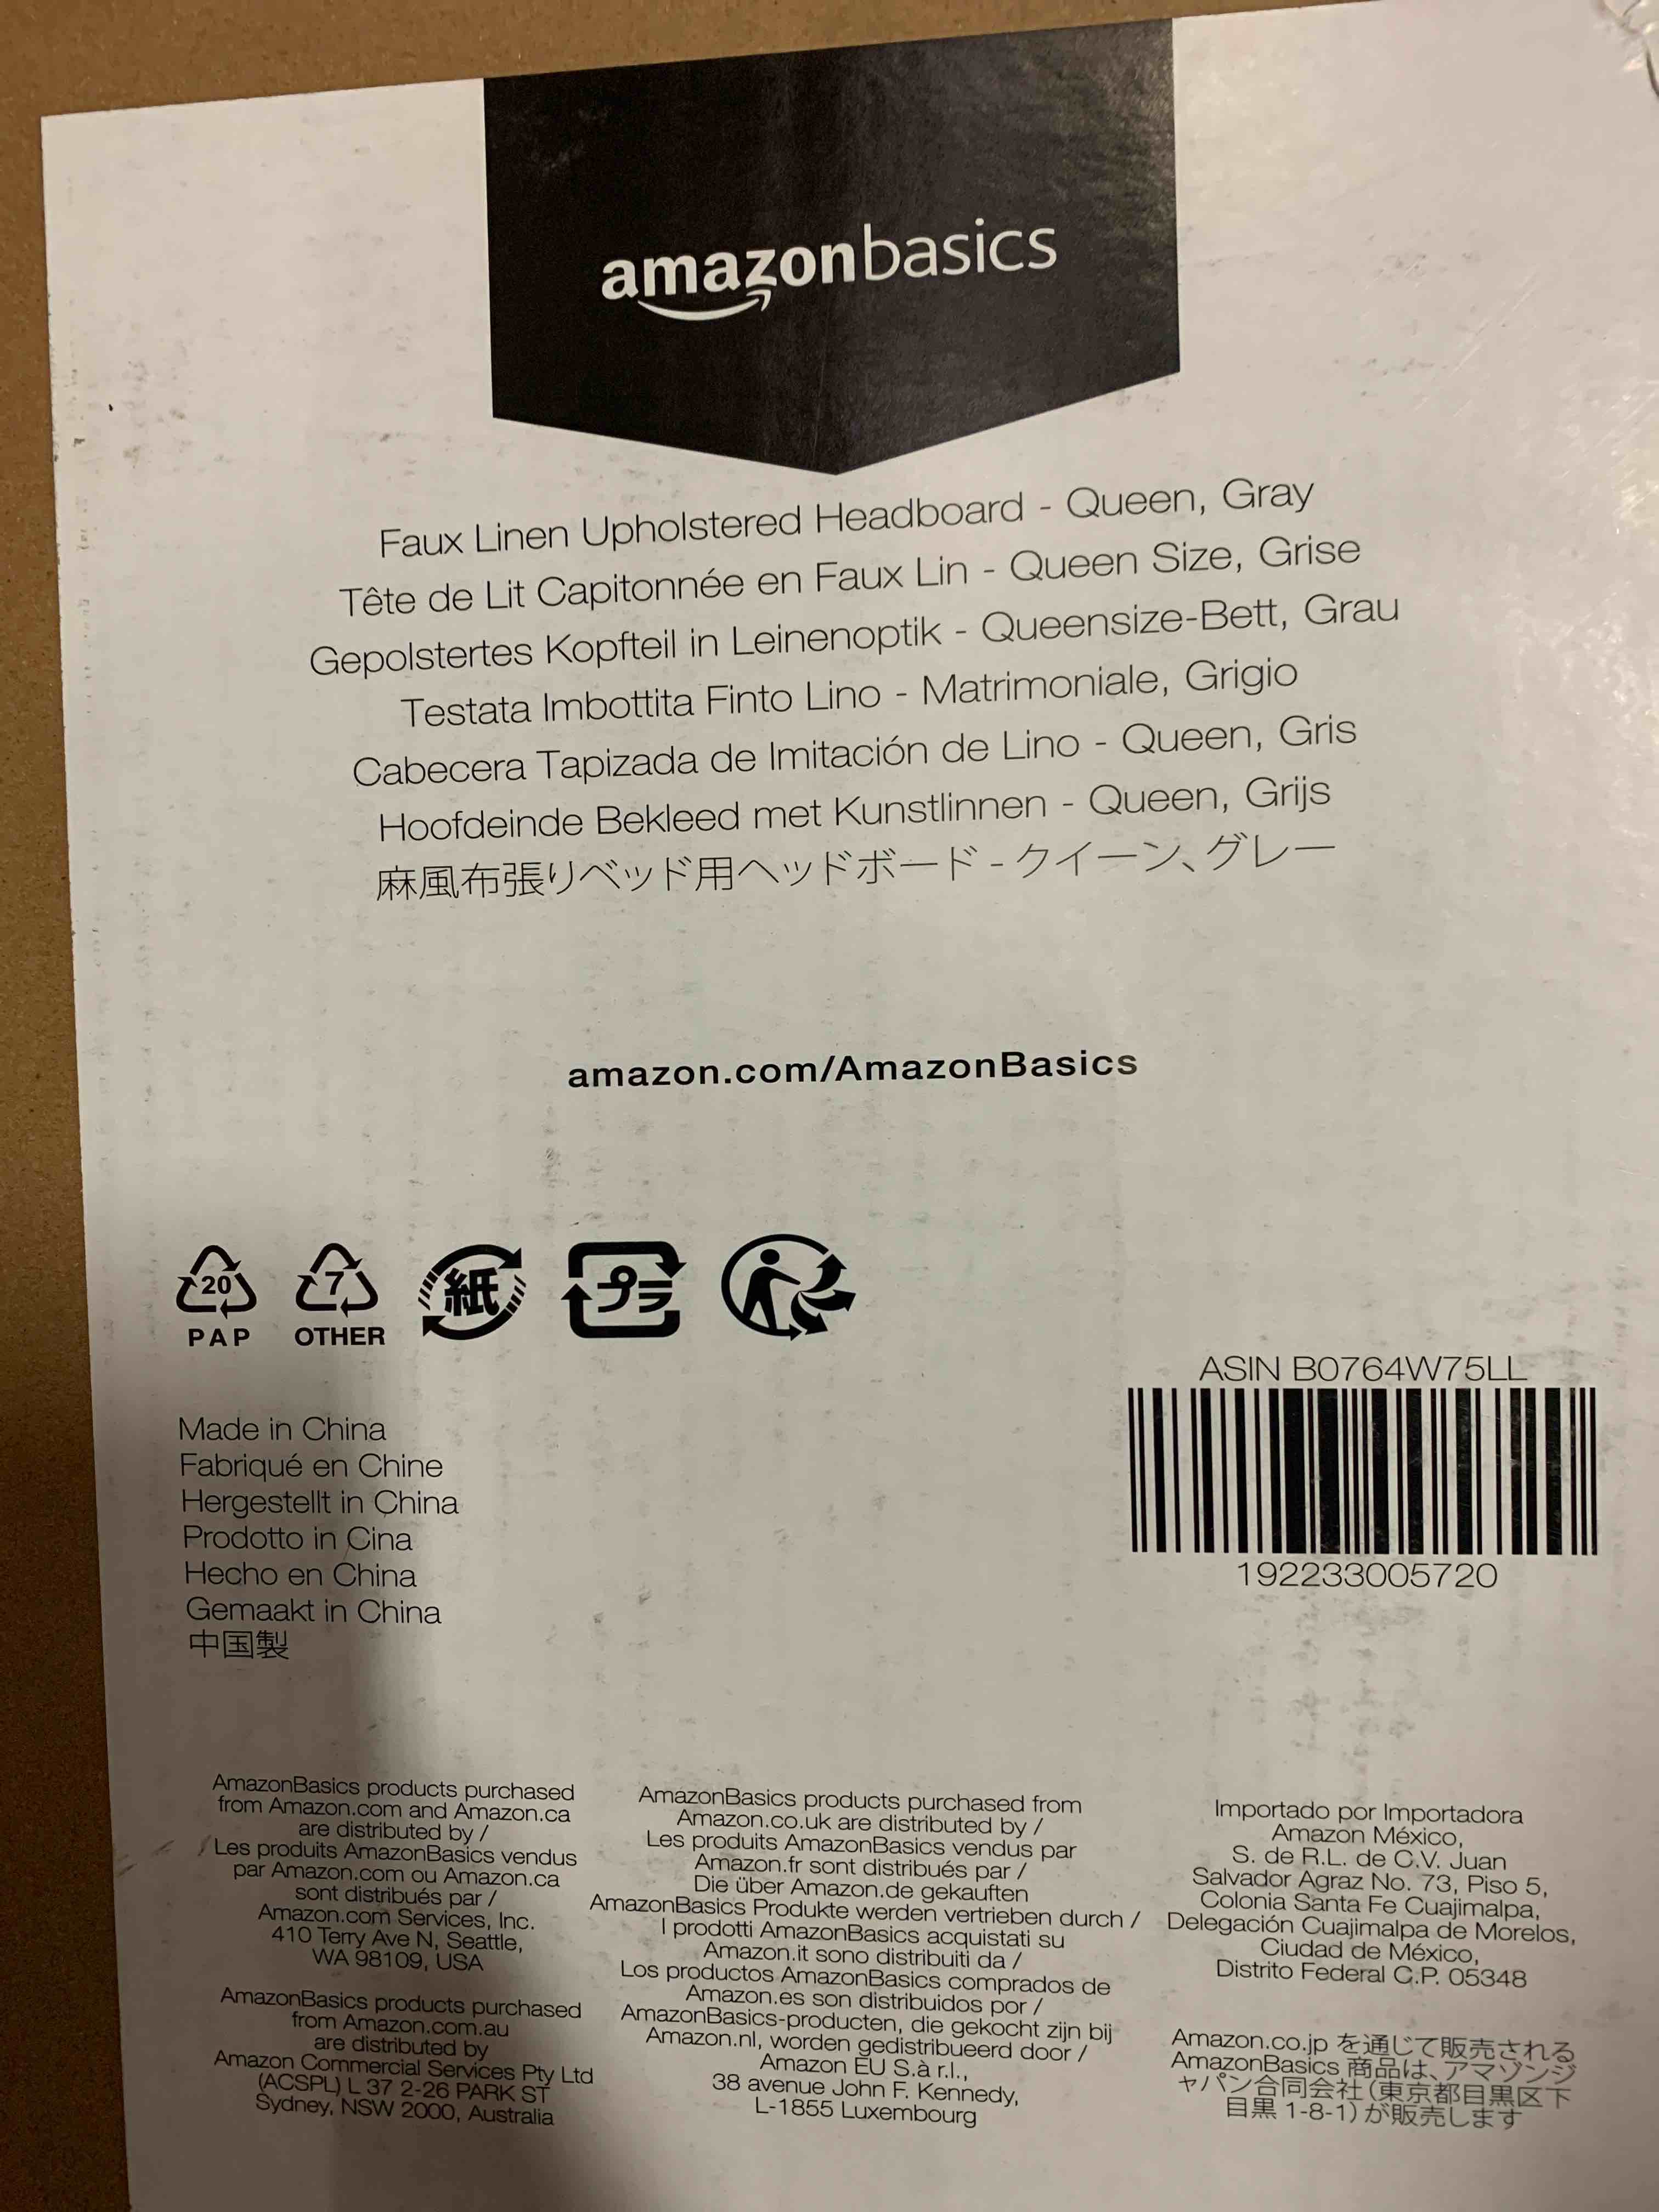 amazonbasics
Faux Linen Upholstered Headboard - Queen, Gray
Tête de Lit Capitonnée en Faux Lin - Queen Size, Grise
Gepolstertes Kopfteil in Leinenoptik - Queensize-Bett, Grau
Testata Imbottita Finto Lino - Matrimoniale, Grigio
Cabecera Tapizada de Imitación de Lino - Queen, Gris
Hoofdeinde Bekleed met Kunstlinnen - Queen, Grijs
麻風布張りベッド用ヘッドボード - クイーン、グレー
amazon.com/AmazonBasics
20 7 紙 プラ
PAP OTHER
ASIN B0764W75LL
192233005720
Made in China
Fabriqué en Chine
Hergestellt in China
Prodotto in Cina
Hecho en China
Gemaakt in China
中国製
AmazonBasics products purchased
from Amazon.com and Amazon.ca
are distributed by /
Les produits AmazonBasics vendus
par Amazon.com ou Amazon.ca
sont distribués par /
Amazon.com Services, Inc.
410 Terry Ave N, Seattle,
WA 98109, USA
AmazonBasics products purchased
from Amazon.com.au
are distributed by
Amazon Commercial Services Pty Ltd
(ACSPL) L 37 2-26 PARK ST
Sydney, NSW 2000, Australia
AmazonBasics products purchased from
Amazon.co.uk are distributed by /
Les produits AmazonBasics vendus par
Amazon.fr sont distribués par /
Die über Amazon.de gekauften
AmazonBasics Produkte werden vertrieben durch /
I prodotti AmazonBasics acquistati su
Amazon.it sono distribuiti da /
Los productos AmazonBasics comprados de
Amazon.es son distribuidos por /
AmazonBasics-producten, die gekocht zijn bij
Amazon.nl, worden gedistribueerd door /
Amazon EU S.à r.l.,
38 avenue John F. Kennedy,
L-1855 Luxembourg
Importado por Importadora
Amazon México,
S. de R.L. de C.V. Juan
Salvador Agraz No. 73, Piso 5,
Colonia Santa Fe Cuajimalpa,
Delegación Cuajimalpa de Morelos,
Ciudad de México,
Distrito Federal C.P. 05348
Amazon.co.jp を通じて販売される
AmazonBasics 商品は、アマゾンジ
ャパン合同会社(東京都目黒区下
目黒 1-8-1)が販売します